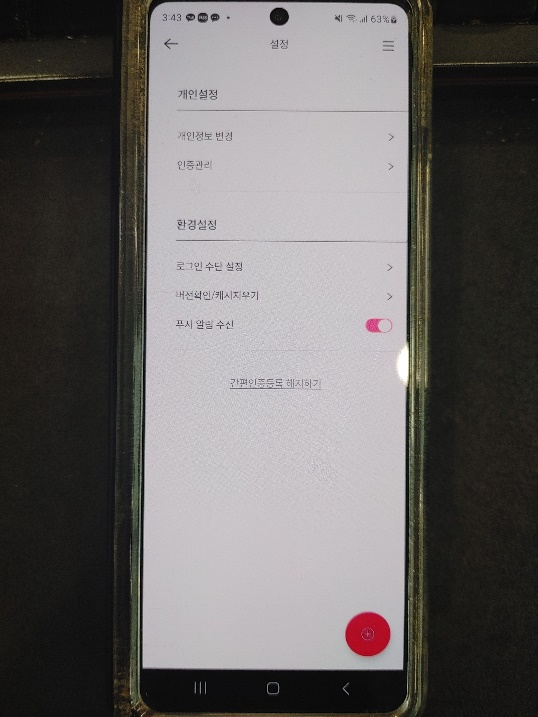 3:43
63%
설정
개인설정
개인정보 변경
인증관리
환경설정
로그인 수단 설정
버전확인/캐시지우기
푸시 알림 수신
간편인증등록 해지하기